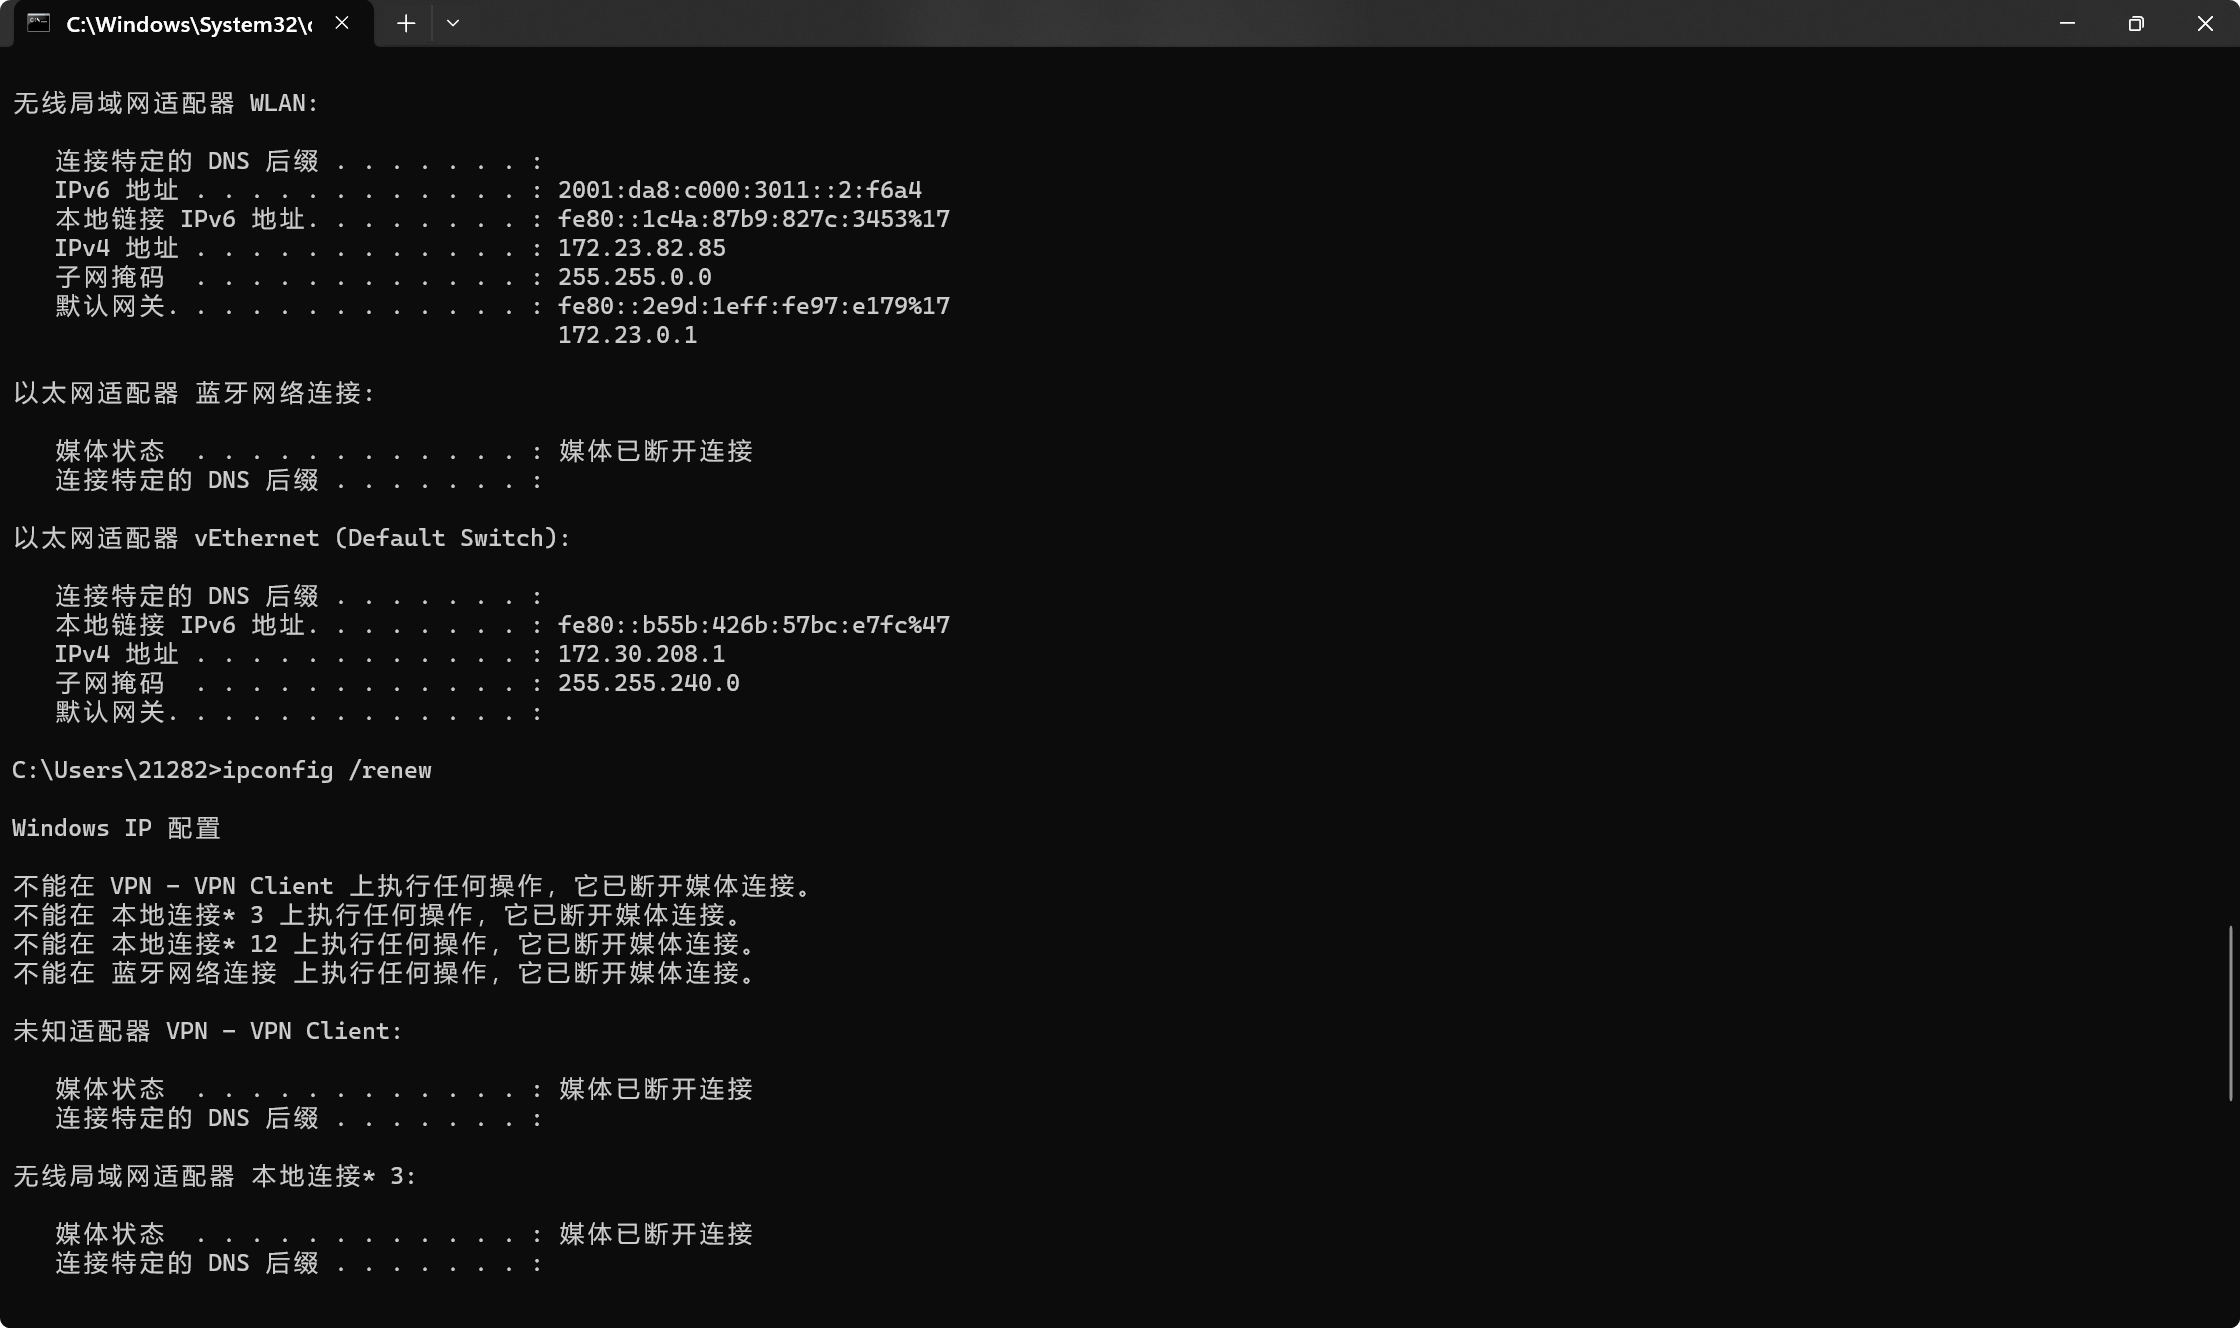 C:\Windows\System32\c
无线局域网适配器 WLAN:
连接特定的 DNS 后缀 . . . . . . . :
IPv6 地址 . . . . . . . . . . . . : 2001:da8:c000:3011::2:f6a4
本地链接 IPv6 地址. . . . . . . . : fe80::1c4a:87b9:827c:3453%17
IPv4 地址 . . . . . . . . . . . . : 172.23.82.85
子网掩码  . . . . . . . . . . . . : 255.255.0.0
默认网关. . . . . . . . . . . . . : fe80::2e9d:1eff:fe97:e179%17
172.23.0.1
以太网适配器 蓝牙网络连接:
媒体状态  . . . . . . . . . . . . : 媒体已断开连接
连接特定的 DNS 后缀 . . . . . . . :
以太网适配器 vEthernet (Default Switch):
连接特定的 DNS 后缀 . . . . . . . :
本地链接 IPv6 地址. . . . . . . . : fe80::b55b:426b:57bc:e7fc%47
IPv4 地址 . . . . . . . . . . . . : 172.30.208.1
子网掩码  . . . . . . . . . . . . : 255.255.240.0
默认网关. . . . . . . . . . . . . :
C:\Users\21282>ipconfig /renew
Windows IP 配置
不能在 VPN - VPN Client 上执行任何操作，它已断开媒体连接。
不能在 本地连接* 3 上执行任何操作，它已断开媒体连接。
不能在 本地连接* 12 上执行任何操作，它已断开媒体连接。
不能在 蓝牙网络连接 上执行任何操作，它已断开媒体连接。
未知适配器 VPN - VPN Client:
媒体状态  . . . . . . . . . . . . : 媒体已断开连接
连接特定的 DNS 后缀 . . . . . . . :
无线局域网适配器 本地连接* 3:
媒体状态  . . . . . . . . . . . . : 媒体已断开连接
连接特定的 DNS 后缀 . . . . . . . :